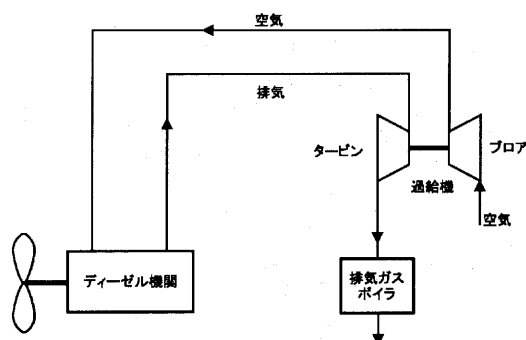 空気
排気
タービン
ブロア
過給機
空気
ディーゼル機関
排気ガス
ボイラ